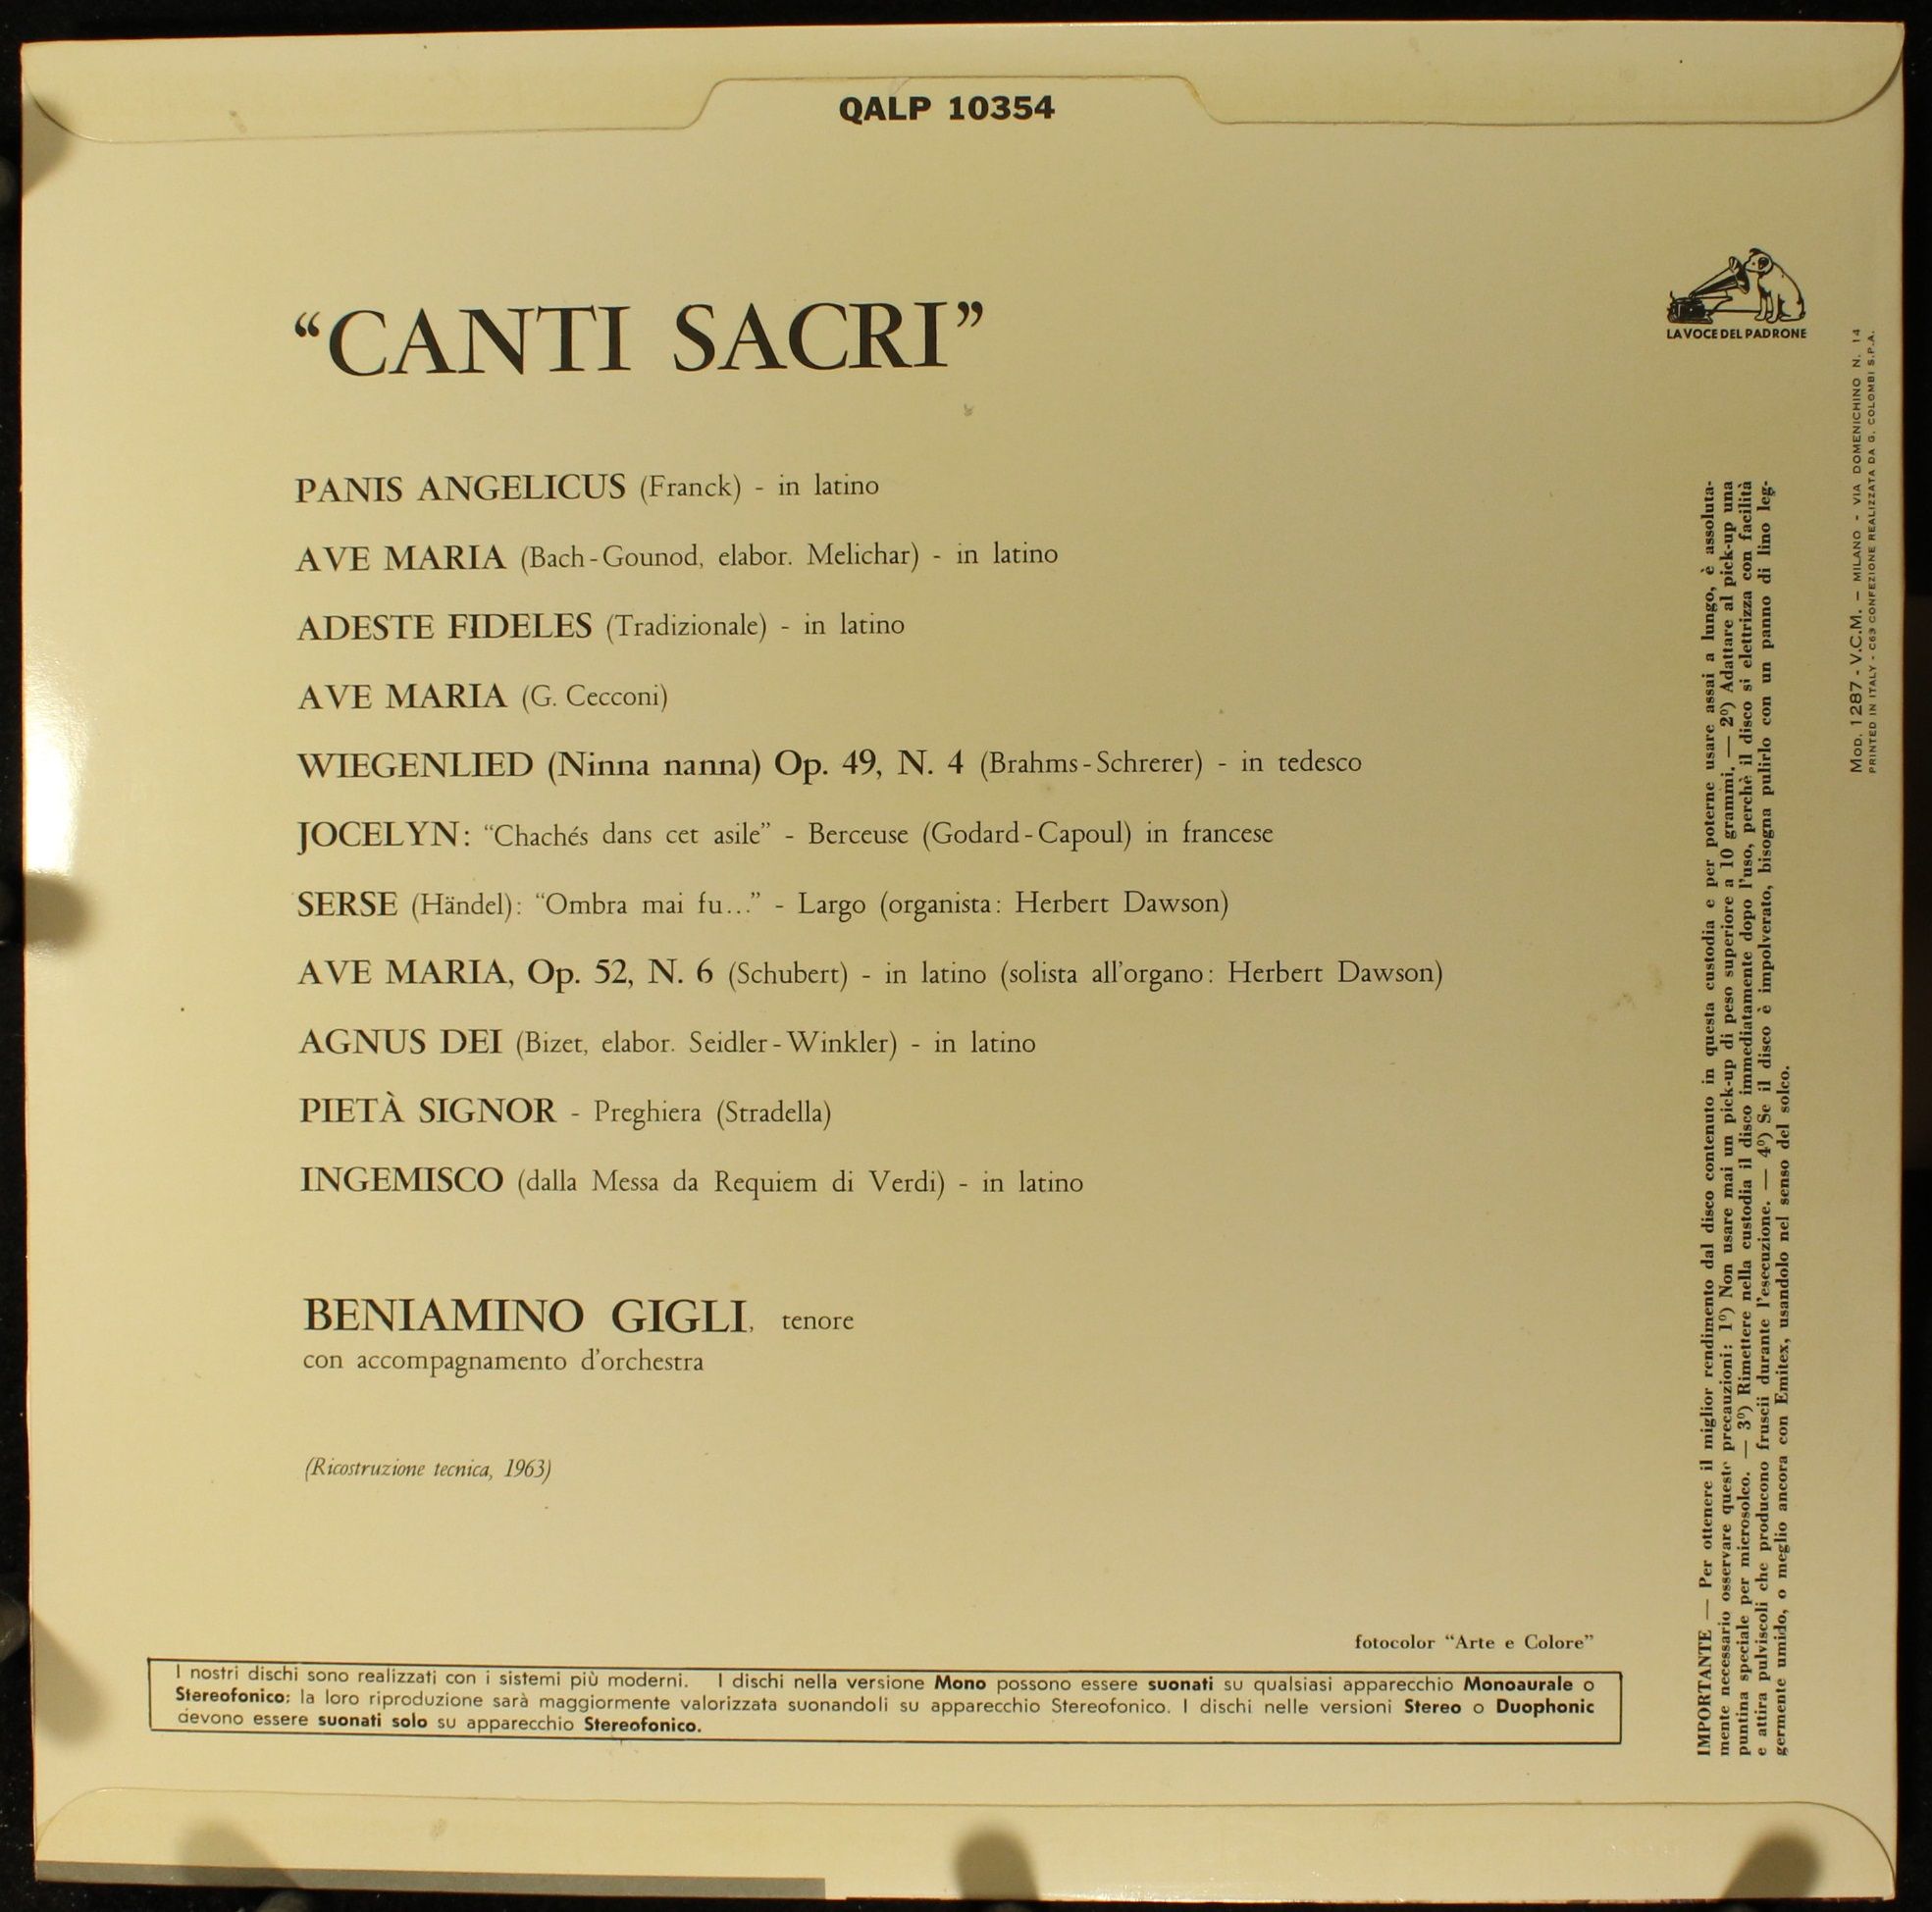 QALP 10354
LA VOCE DEL PADRONE
“CANTI SACRI”
PANIS ANGELICUS (Franck) - in latino
AVE MARIA (Bach-Gounod, elabor. Melichar) - in latino
ADESTE FIDELES (Tradizionale) - in latino
AVE MARIA (G. Cecconi)
WIEGENLIED (Ninna nanna) Op. 49, N. 4 (Brahms-Schrerer) - in tedesco
JOCELYN: “Chachés dans cet asile” - Berceuse (Godard-Capoul) in francese
SERSE (Händel): “Ombra mai fu...” - Largo (organista: Herbert Dawson)
AVE MARIA, Op. 52, N. 6 (Schubert) - in latino (solista all'organo: Herbert Dawson)
AGNUS DEI (Bizet, elabor. Seidler-Winkler) - in latino
PIETÀ SIGNOR - Preghiera (Stradella)
INGEMISCO (dalla Messa da Requiem di Verdi) - in latino
BENIAMINO GIGLI, tenore
con accompagnamento d'orchestra
(Ricostruzione tecnica, 1963)
fotocolor “Arte e Colore”
I nostri dischi sono realizzati con i sistemi più moderni. I dischi nella versione Mono possono essere suonati su qualsiasi apparecchio Monoaurale o
Stereofonico; la loro riproduzione sarà maggiormente valorizzata suonandoli su apparecchio Stereofonico. I dischi nelle versioni Stereo o Duophonic
devono essere suonati solo su apparecchio Stereofonico.
IMPORTANTE — Per ottenere il miglior rendimento dal disco contenuto in questa custodia e per poterne usare assai a lungo, è assoluta-
mente necessario osservare queste precauzioni: 1º) Non usare mai un pick-up di peso superiore a 10 grammi. — 2º) Adattare al pick-up una
puntina speciale per microsolco. — 3º) Rimettere nella custodia il disco immediatamente dopo l'uso, perchè il disco si elettrizza con facilità
e attira pulviscoli che producono fruscii durante l'esecuzione. — 4º) Se il disco è impolverato, bisogna pulirlo con un panno di lino leg-
germente umido, o meglio ancora con Emitex, usandolo nel senso del solco.
MOD. 1287 - V.C.M. — MILANO - VIA DOMENICHINO N. 14
PRINTED IN ITALY - C63 CONFEZIONE REALIZZATA DA G. COLOMBI S.P.A.